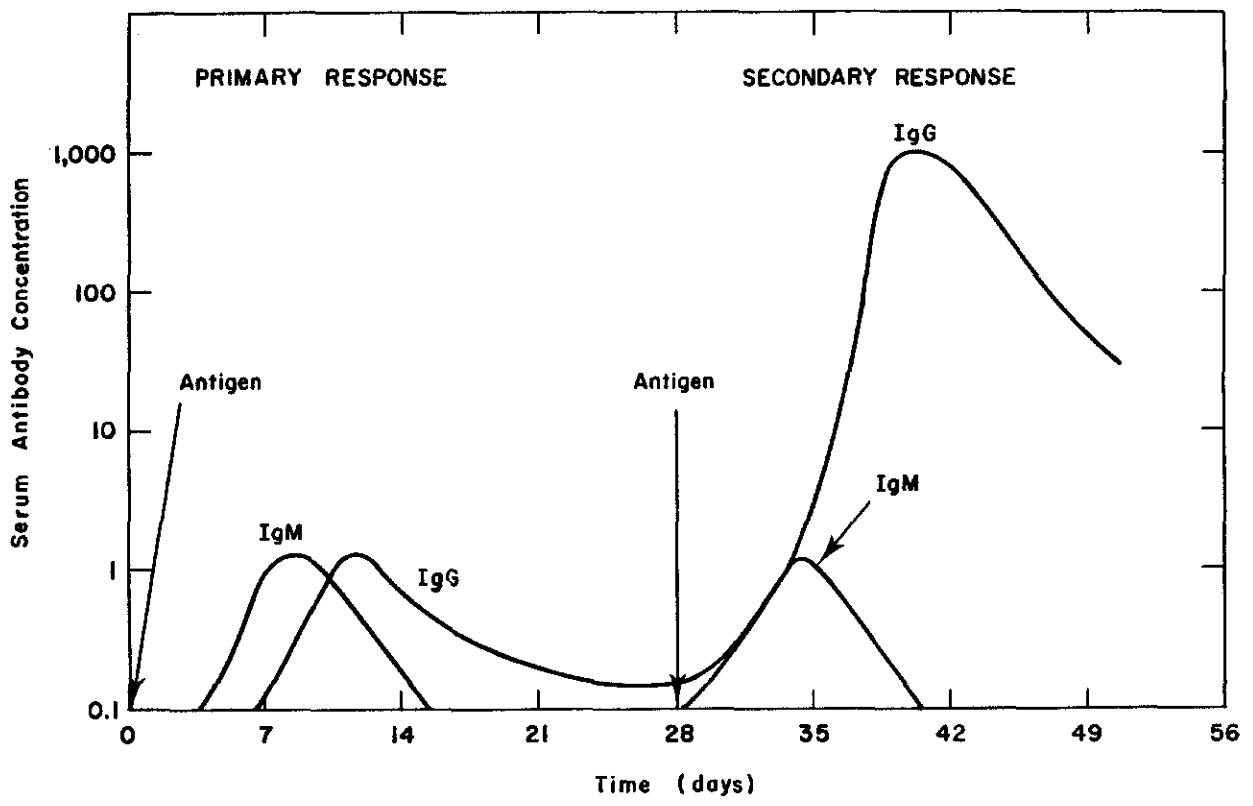 PRIMARY RESPONSE
SECONDARY RESPONSE
IgG
1,000
100
Antigen
Antigen
10
IgM
IgM
1
IgG
0.1
0
7
14
21
28
35
42
49
56
Time (days)
Serum Antibody Concentration